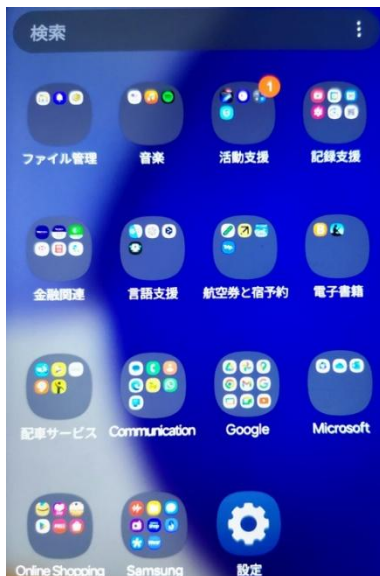 検索
1
ファイル管理
音楽
活動支援
記録支援
金融関連
言語支援
航空券と宿予約
電子書籍
配車サービス
Communication
Google
Microsoft
Online Shopping
Samsung
設定